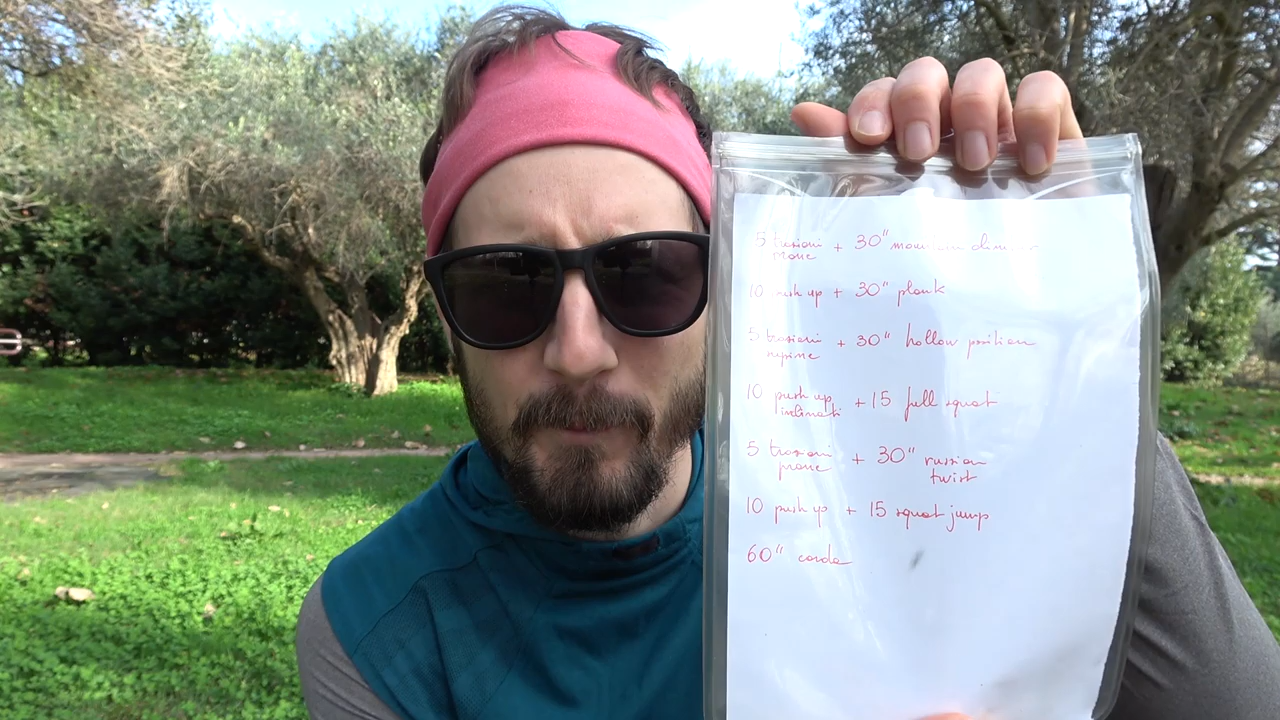 5 trazioni + 30" mountain climber
prone
10 push up + 30" plank
5 trazioni + 30" hollow position
supine
10 push up + 15 full squat
inclinati
5 trazioni + 30" russian
prone twist
10 push up + 15 squat jump
60" corda